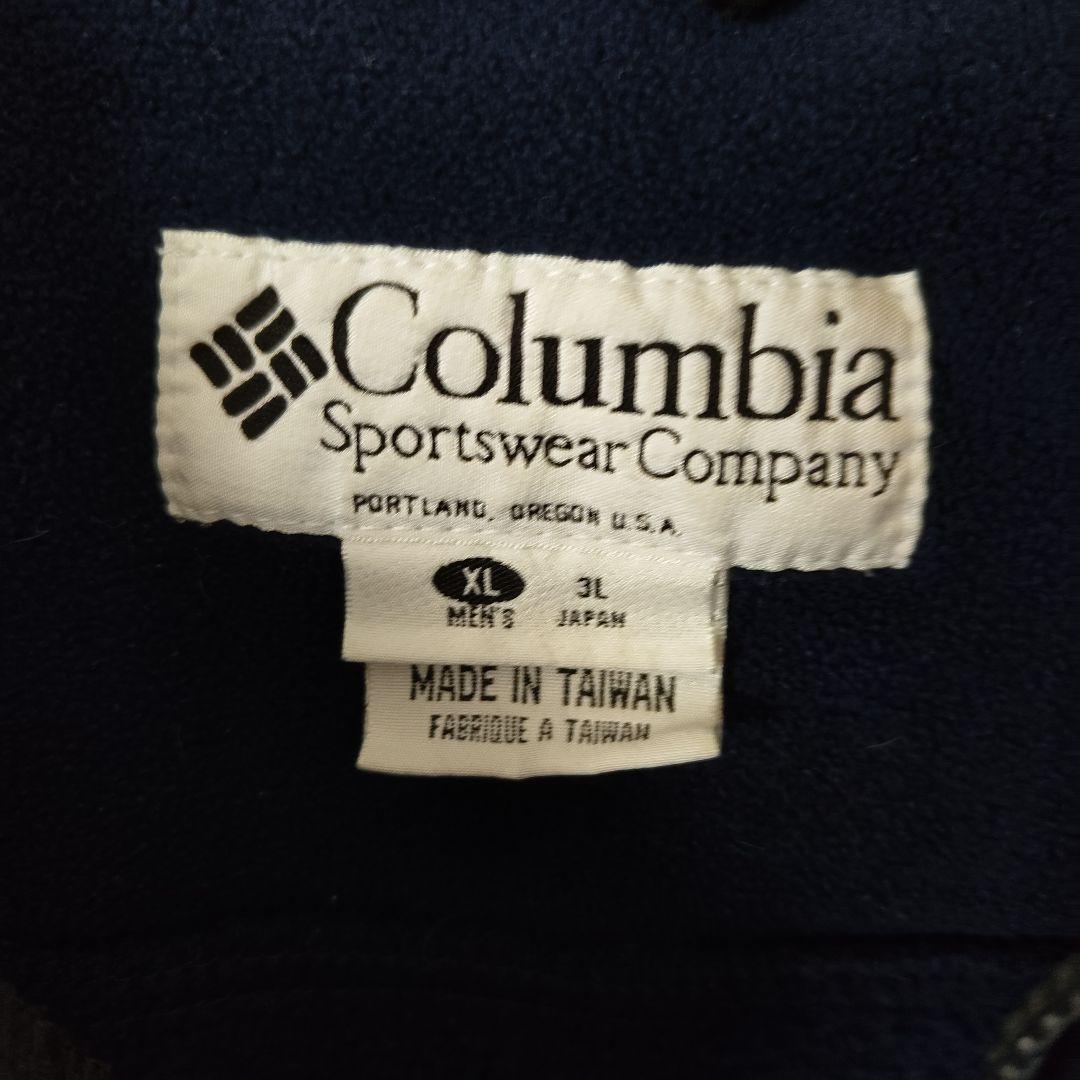 Columbia
Sportswear Company
PORTLAND, OREGON U.S.A.
XL 3L
MEN'S JAPAN
MADE IN TAIWAN
FABRIQUE A TAIWAN